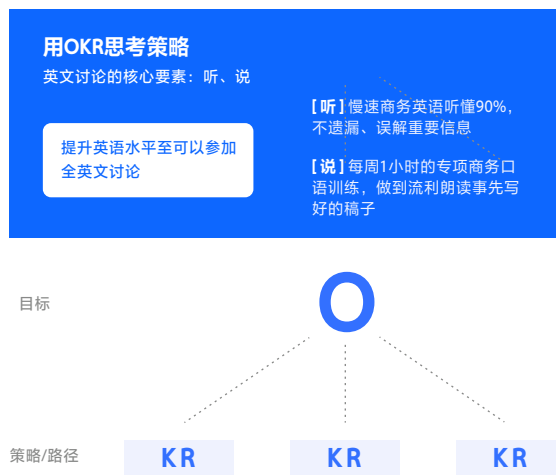 用OKR思考策略
英文讨论的核心要素：听、说
提升英语水平至可以参加
全英文讨论
【听】慢速商务英语听懂90%，
不遗漏、误解重要信息
【说】每周1小时的专项商务口
语训练，做到流利朗读事先写
好的稿子
目标
O
策略/路径
KR
KR
KR